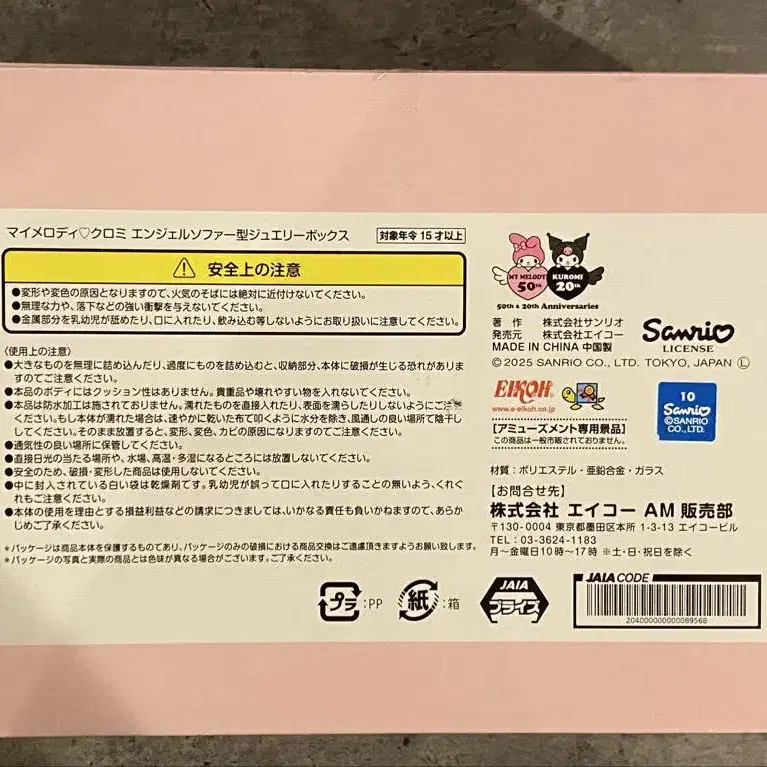 マイメロディ♡クロミ エンジェルソファー型ジュエリーボックス
対象年令 15 才以上
安全上の注意
●変形や変色の原因となりますので、火気のそばには絶対に近付けないでください。
●無理な力や、落下などの強い衝撃を与えないでください。
●金属部分を乳幼児が舐めたり、口に入れたり、飲み込む等しないようにお取り扱いに注意してください。
〈使用上の注意〉
●大きなものを無理に詰め込んだり、過度にものを詰め込むと、収納部分、本体に破損が生じる恐れがありま
すのでご注意ください。
●本品のボディにはクッション性はありません。貴重品や壊れやすい物を入れないでください。
●本品は防水加工は施されておりません。濡れたものを直接入れたり、表面を濡らしたりしないようにご注意
ください。もし本体が濡れた場合は、速やかに乾いた布で叩くように水分を除き、風通しの良い場所で陰干し
してください。そのまま放置すると、変形、変色、カビの原因になりますのでご注意ください。
●通気性の良い場所に保管してください。
●直接日光の当たる場所や、水場、高温・多湿になるところには放置しないでください。
●安全のため、破損・変形した商品は使用しないでください。
●中に封入されている白い袋は乾燥剤です。乳幼児が誤って口に入れたりすることの無いよう、くれぐ
れもご注意ください。
●本体の使用を理由とする損益利益などの請求につきましては、いかなる責任も負いかねますので、あらか
じめご了承ください。
＊パッケージは商品本体を保護するものであり、パッケージのみの破損における商品交換はご遠慮頂きますようお願い致します。
＊パッケージの写真と実際の商品とは色味が異なる場合がございます。ご了承ください。
プラ :PP
紙 :箱
JAIA
プライズ
MY MELODY
50th
KUROMI
20th
50th & 20th Anniversaries
著 作 株式会社サンリオ
発売元 株式会社エイコー
MADE IN CHINA 中国製
Sanrio
LICENSE
© 2025 SANRIO CO., LTD. TOKYO, JAPAN Ⓛ
EIKOH
www.e-eikoh.co.jp
【アミューズメント専用景品】
この商品は一般市販されておりません。
10
Sanrio
©SANRIO
CO.,LTD.
材質：ポリエステル・亜鉛合金・ガラス
【お問合せ先】
株式会社 エイコー AM 販売部
〒130-0004 東京都墨田区本所 1-3-13 エイコービル
TEL：03-3624-1183
月～金曜日10時～17時 ※土・日・祝日を除く
JAIA CODE
2040000000089568